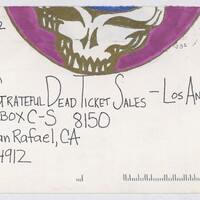 GRATEFUL DEAD TICKET SALES – LOS AN
BOX C-S 8150
AN RAFAEL, CA
4912